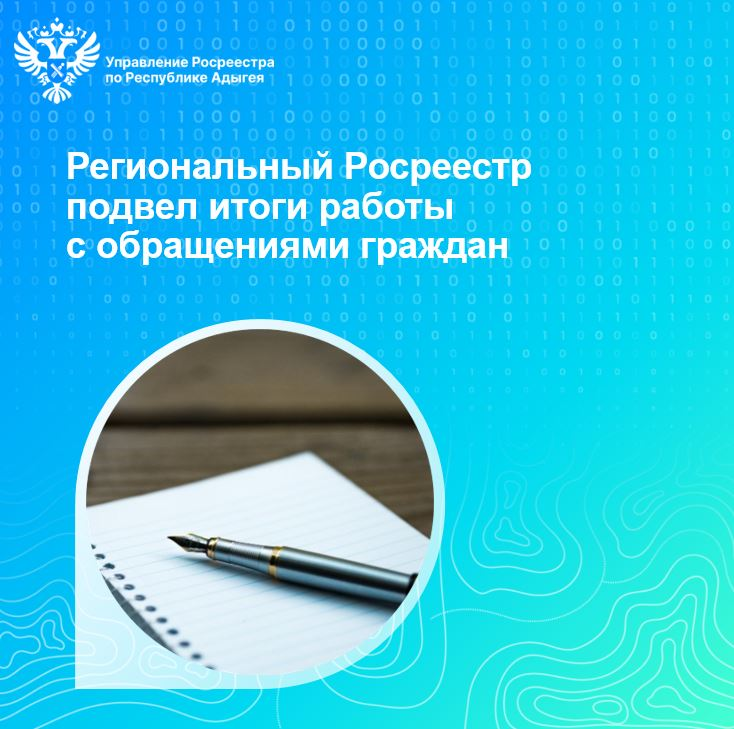 Управление Росреестра
по Республике Адыгея
Региональный Росреестр
подвел итоги работы
с обращениями граждан